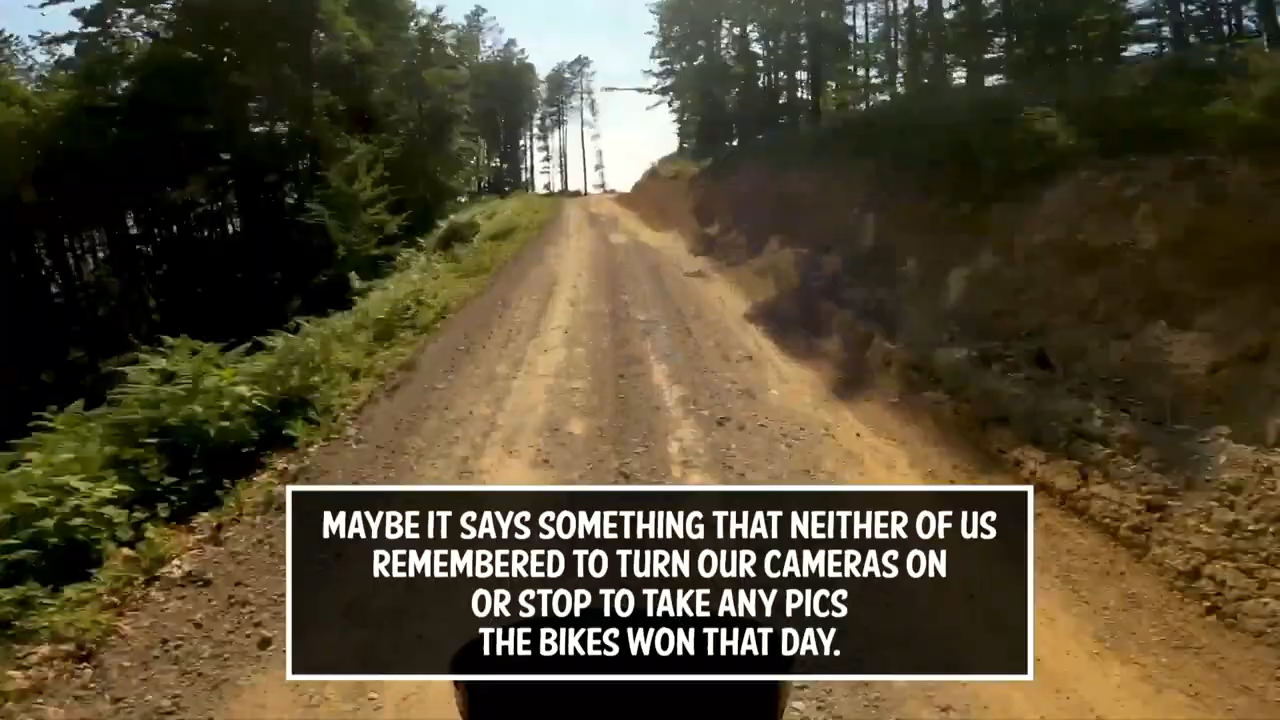 MAYBE IT SAYS SOMETHING THAT NEITHER OF US
REMEMBERED TO TURN OUR CAMERAS ON
OR STOP TO TAKE ANY PICS
THE BIKES WON THAT DAY.